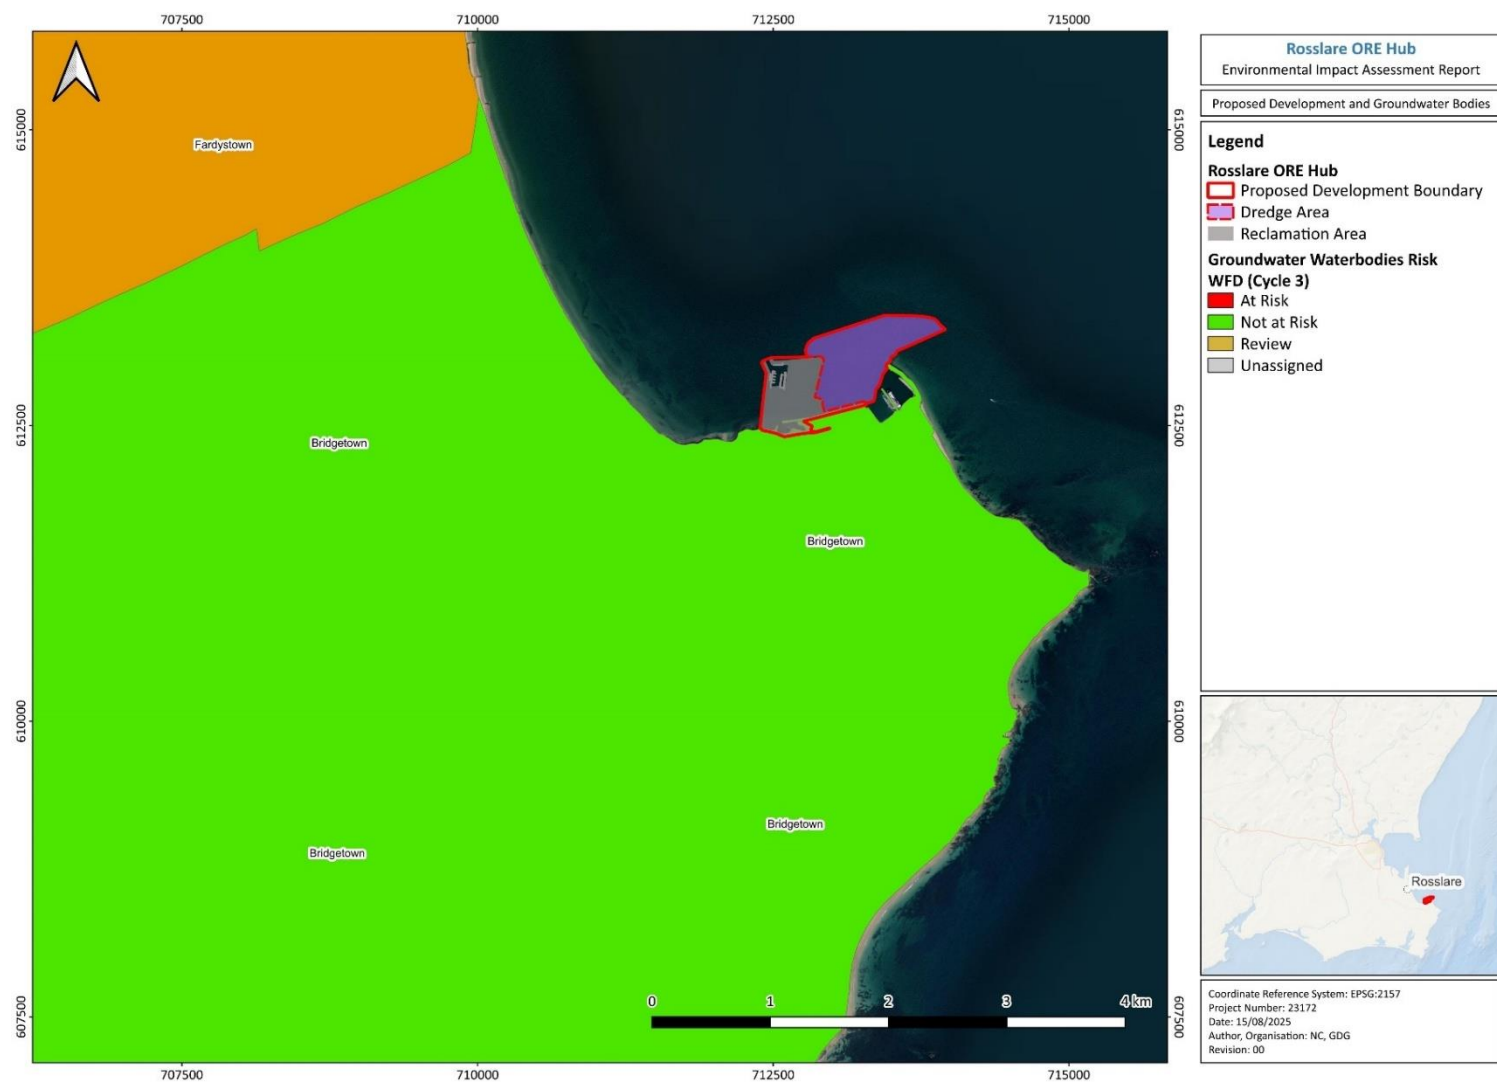 707500
710000
712500
715000
615000
612500
610000
607500
615000
612500
610000
607500
Fardystown
Bridgetown
Bridgetown
Bridgetown
Bridgetown
0
1
2
3
4 km
707500
710000
712500
715000
Rosslare ORE Hub
Environmental Impact Assessment Report
Proposed Development and Groundwater Bodies
Legend
Rosslare ORE Hub
Proposed Development Boundary
Dredge Area
Reclamation Area
Groundwater Waterbodies Risk
WFD (Cycle 3)
At Risk
Not at Risk
Review
Unassigned
Rosslare
Coordinate Reference System: EPSG:2157
Project Number: 23172
Date: 15/08/2025
Author, Organisation: NC, GDG
Revision: 00